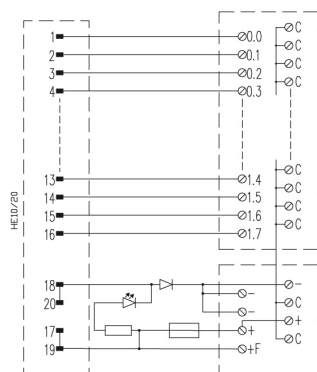 1 0.0 C
2 0.1 C
3 0.2 C
4 0.3 C
HE10/20
13 1.4 C
14 1.5 C
15 1.6 C
16 1.7 C
18 - -
20 - C
17 + +
19 +F C